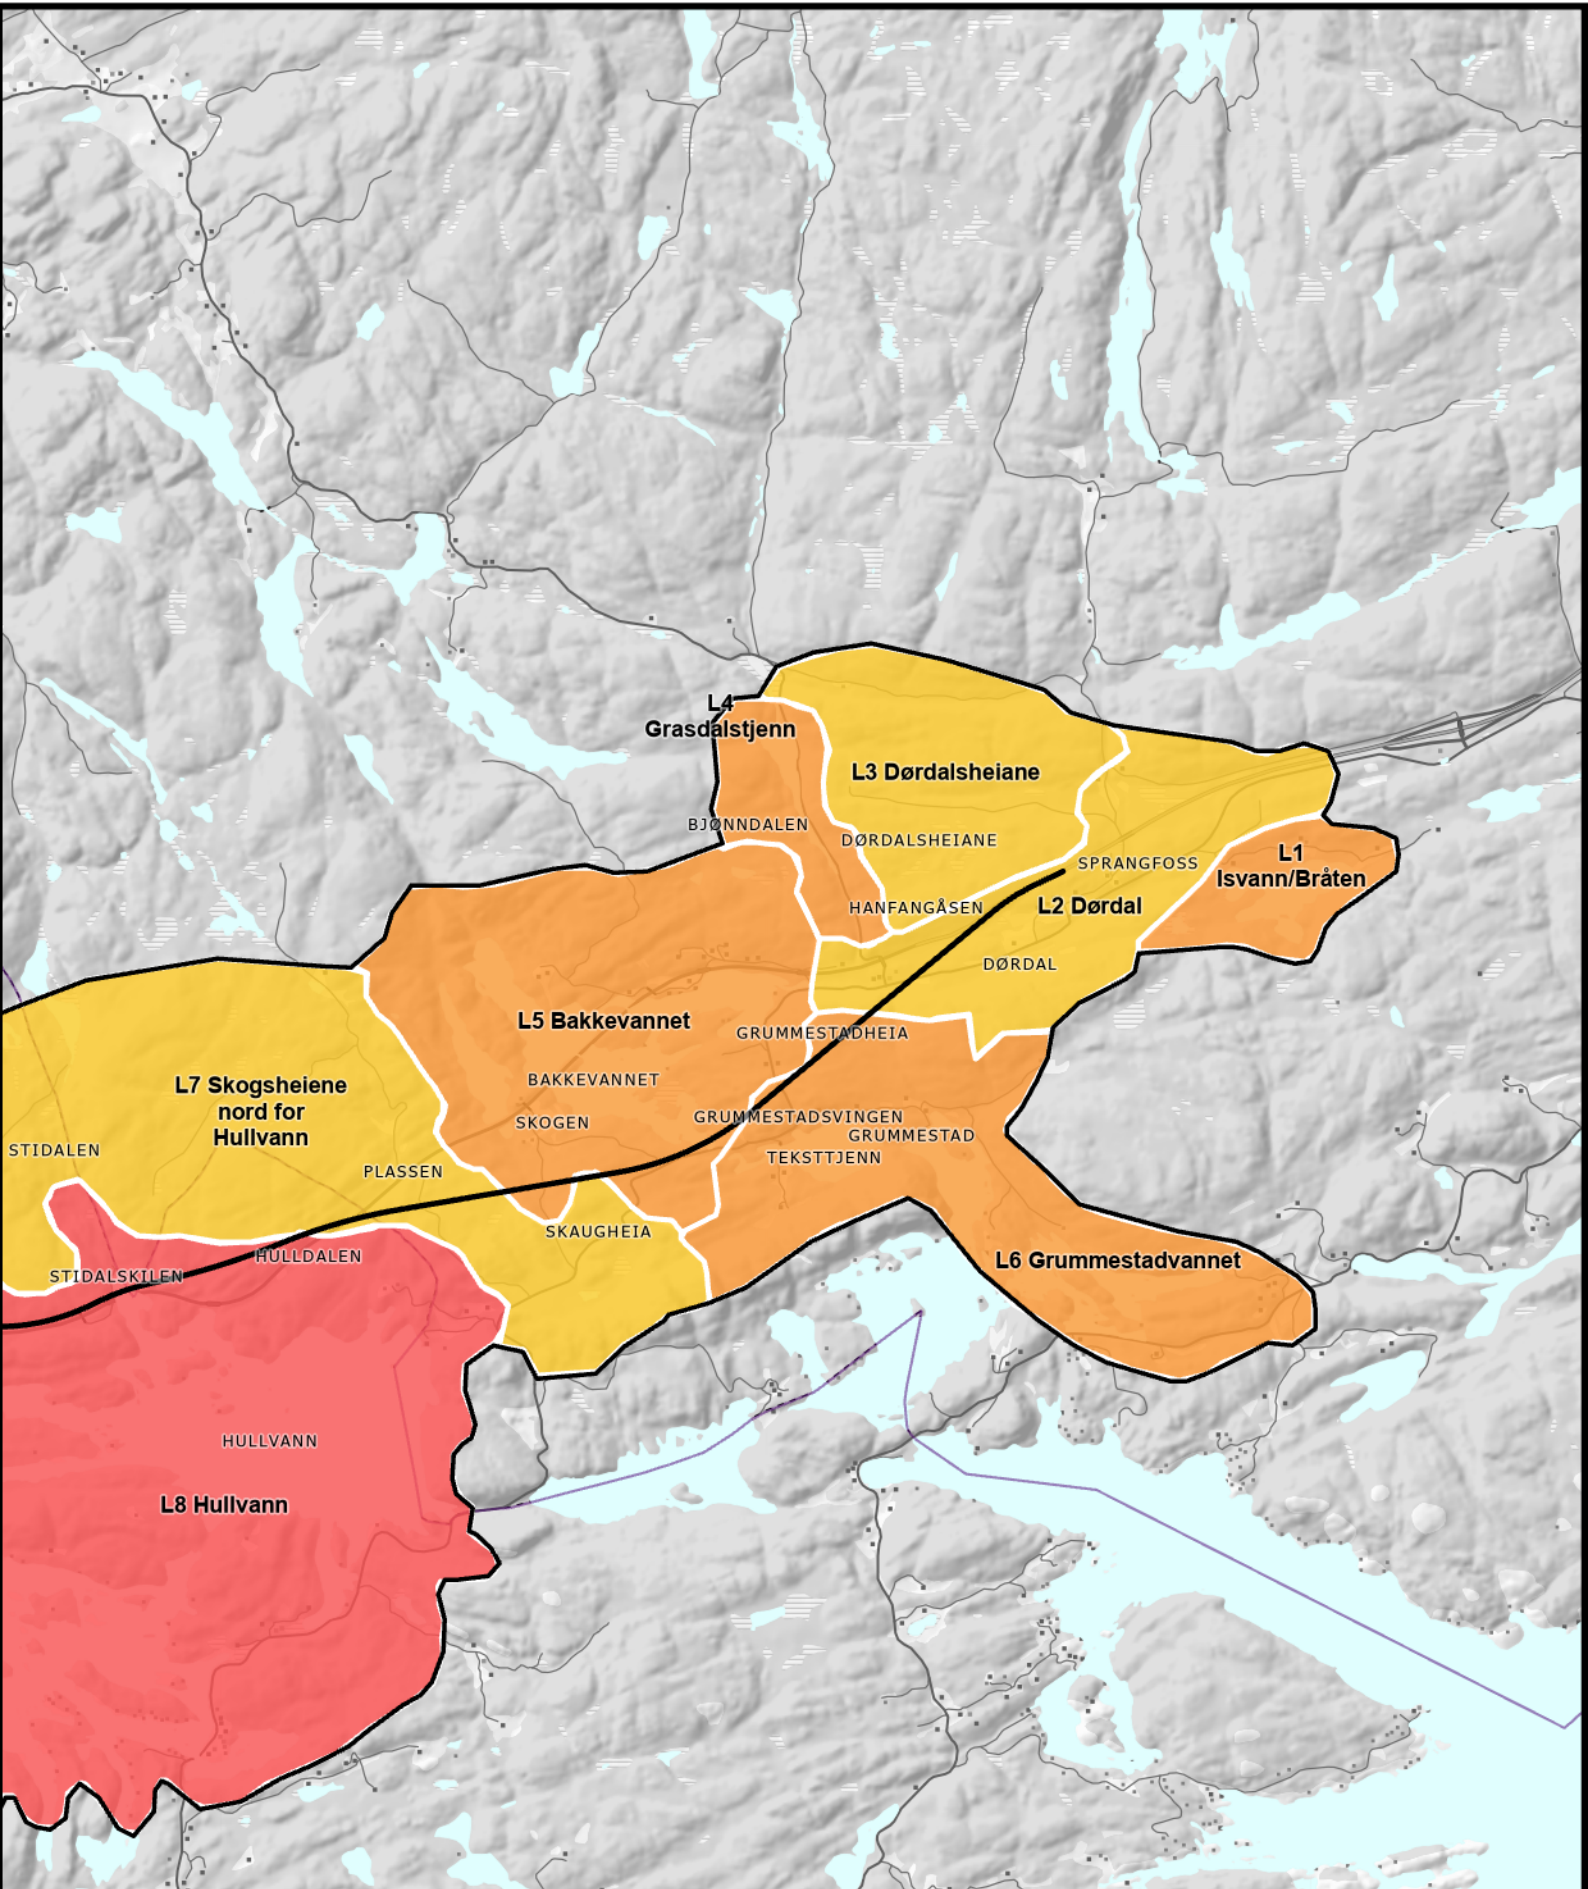 L4
Grasdalstjenn
L3 Dørdalsheiane
BJØNNDALEN
DØRDALSHEIANE
L1
Isvann/Bråten
SPRANGFOSS
HANFANGÅSEN
L2 Dørdal
DØRDAL
L5 Bakkevannet
GRUMMESTADHEIA
BAKKEVANNET
L7 Skogsheiene
nord for
Hullvann
SKOGEN
GRUMMESTADSVINGEN
GRUMMESTAD
STIDALEN
TEKSTTJENN
PLASSEN
SKAUGHEIA
HULLDALEN
L6 Grummestadvannet
STIDALSKILEN
HULLVANN
L8 Hullvann